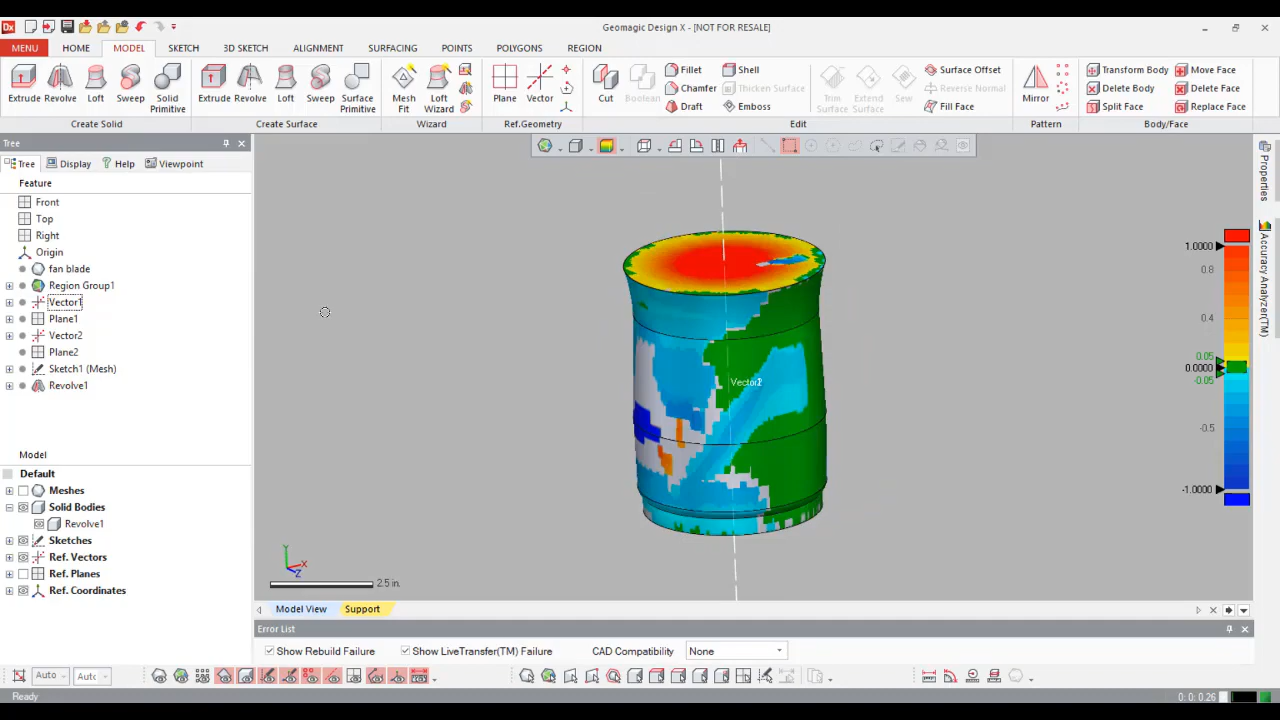 Dx
Geomagic Design X - [NOT FOR RESALE]
MENU HOME MODEL SKETCH 3D SKETCH ALIGNMENT SURFACING POINTS POLYGONS REGION
Extrude Revolve Loft Sweep Solid Primitive
Create Solid
Extrude Revolve Loft Sweep Surface Primitive
Create Surface
Mesh Fit Loft Wizard
Wizard
Plane Vector
Ref.Geometry
Cut Boolean
Fillet
Chamfer
Draft
Shell
Thicken Surface
Emboss
Trim Surface Extend Surface Sew
Surface Offset
Reverse Normal
Fill Face
Edit
Mirror
Pattern
Transform Body
Delete Body
Split Face
Move Face
Delete Face
Replace Face
Body/Face
Tree
Tree Display Help Viewpoint
Feature
Front
Top
Right
Origin
fan blade
Region Group1
Vector1
Plane1
Vector2
Plane2
Sketch1 (Mesh)
Revolve1
Model
Default
Meshes
Solid Bodies
Revolve1
Sketches
Ref. Vectors
Ref. Planes
Ref. Coordinates
Y
X
Z
2.5 in.
1.0000
0.8
0.4
0.05
0.0000
-0.05
-0.5
-1.0000
Properties
Accuracy Analyzer(TM)
Model View Support
Error List
Show Rebuild Failure Show LiveTransfer(TM) Failure CAD Compatibility None
Auto
Ready
0: 0: 0.26